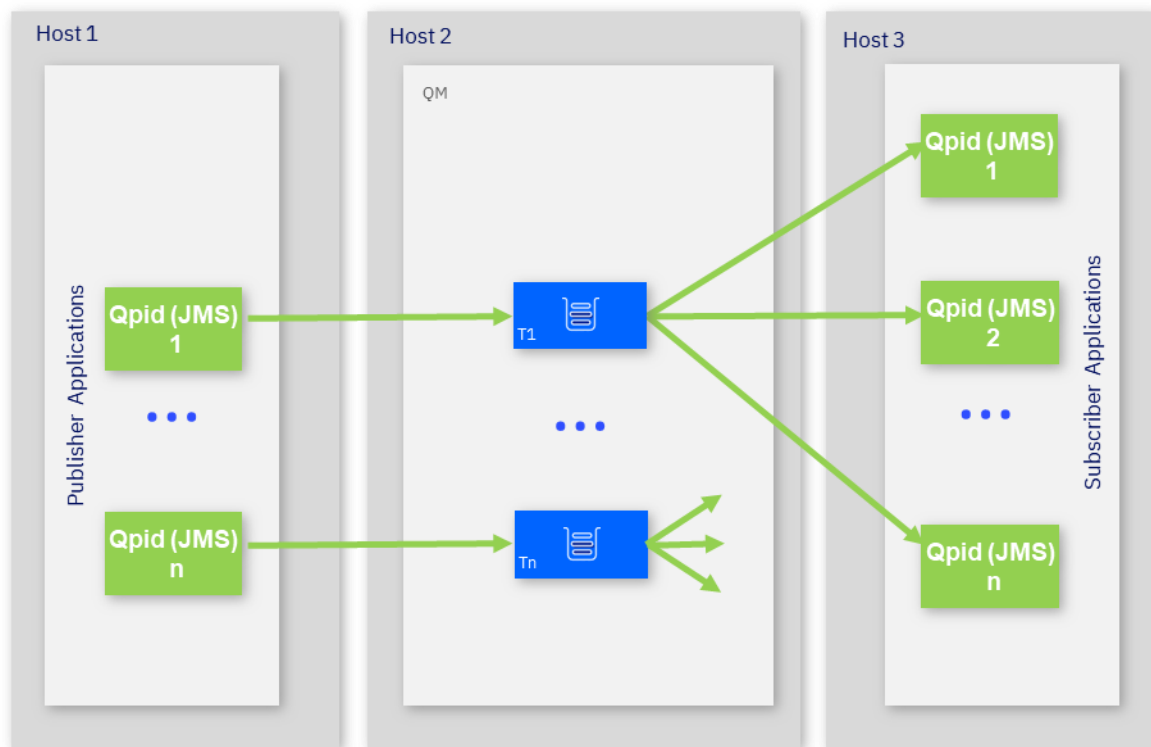 Host 1
Publisher Applications
Qpid (JMS)
1
Qpid (JMS)
n
Host 2
QM
T1
Tn
Host 3
Qpid (JMS)
1
Qpid (JMS)
2
Qpid (JMS)
n
Subscriber Applications